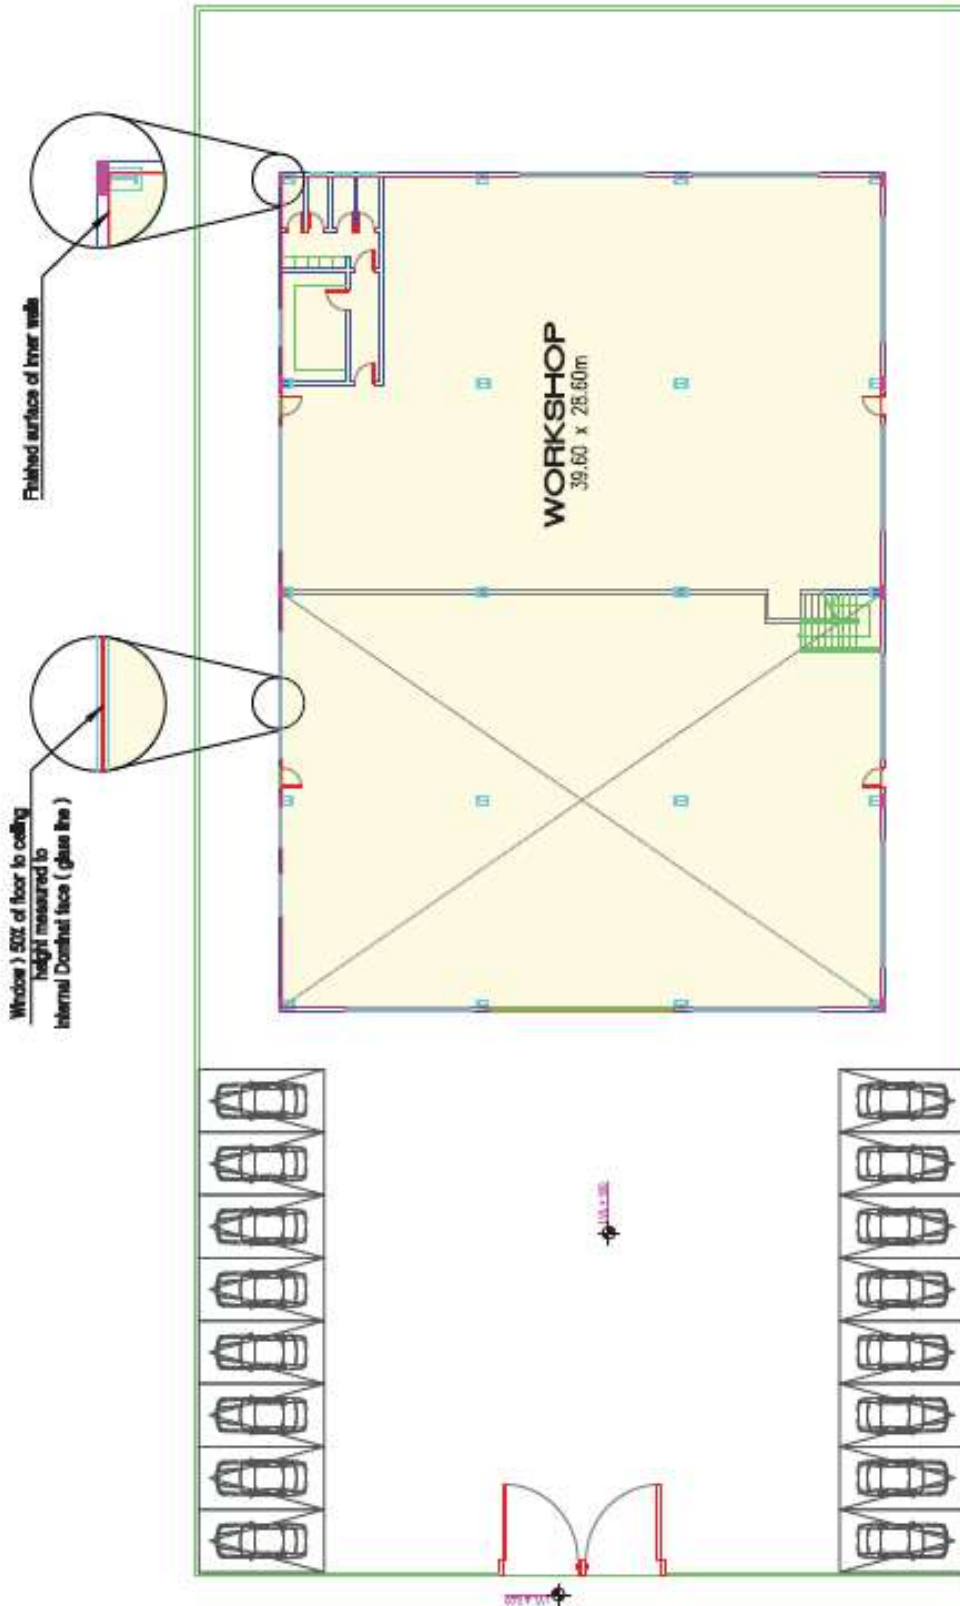 Finished surface of inner walls
Window > 50% of floor to ceiling
height measured to
Internal Dominat face ( glass line )
WORKSHOP
39.60 x 28.60m